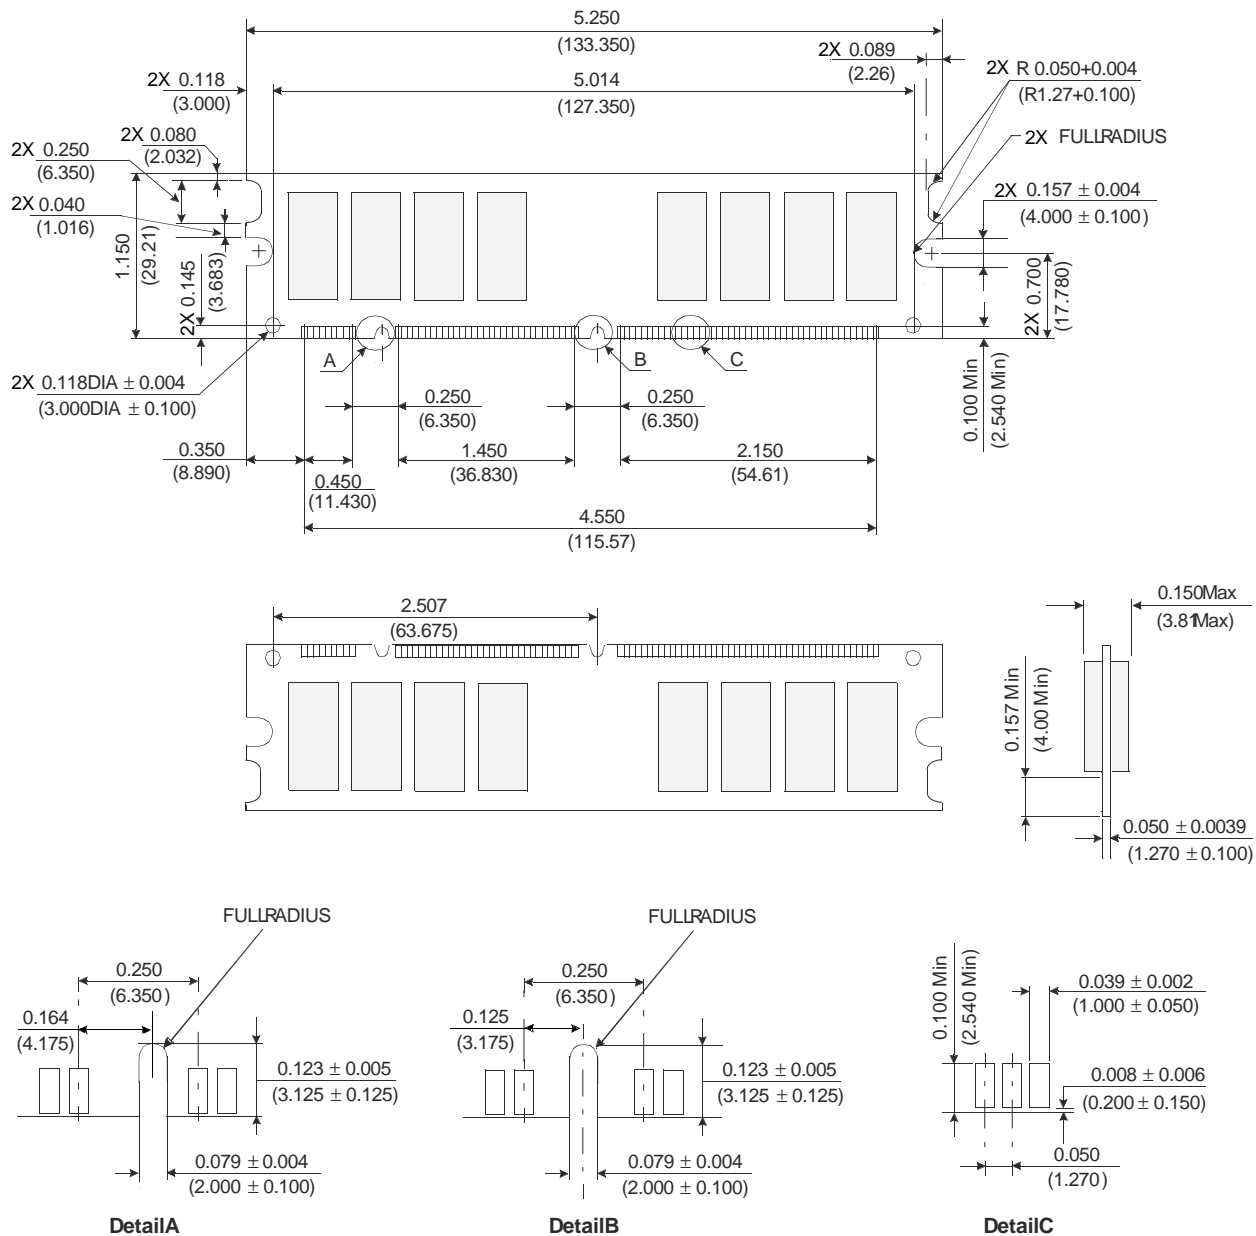 5.250
(133.350)
2X 0.089
(2.26)
2X 0.118
(3.000)
5.014
(127.350)
2X R 0.050+0.004
(R1.27+0.100)
2X 0.080
(2.032)
2X FULLRADIUS
2X 0.250
(6.350)
2X 0.157 ± 0.004
(4.000 ± 0.100)
2X 0.040
(1.016)
1.150
(29.21)
2X 0.145
(3.683)
2X 0.700
(17.780)
A
B
C
2X 0.118DIA ± 0.004
(3.000DIA ± 0.100)
0.250
(6.350)
0.250
(6.350)
0.100 Min
(2.540 Min)
0.350
(8.890)
0.450
(11.430)
1.450
(36.830)
2.150
(54.61)
4.550
(115.57)
2.507
(63.675)
0.150Max
(3.81Max)
0.157 Min
(4.00 Min)
0.050 ± 0.0039
(1.270 ± 0.100)
FULLRADIUS
0.250
(6.350)
0.164
(4.175)
0.123 ± 0.005
(3.125 ± 0.125)
0.079 ± 0.004
(2.000 ± 0.100)
DetailA
FULLRADIUS
0.250
(6.350)
0.125
(3.175)
0.123 ± 0.005
(3.125 ± 0.125)
0.079 ± 0.004
(2.000 ± 0.100)
DetailB
0.100 Min
(2.540 Min)
0.039 ± 0.002
(1.000 ± 0.050)
0.008 ± 0.006
(0.200 ± 0.150)
0.050
(1.270)
DetailC